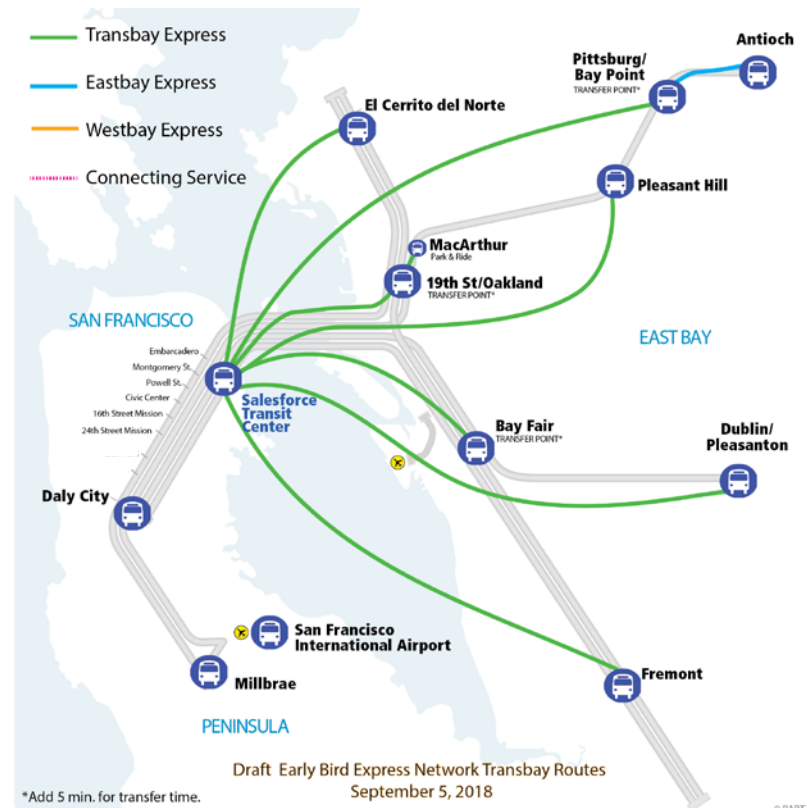 Transbay Express
Eastbay Express
Westbay Express
Connecting Service
Antioch
Pittsburg/
Bay Point
TRANSFER POINT*
El Cerrito del Norte
Pleasant Hill
MacArthur
Park & Ride
19th St/Oakland
TRANSFER POINT*
SAN FRANCISCO
EAST BAY
Embarcadero
Montgomery St.
Powell St.
Civic Center
16th Street Mission
24th Street Mission
Salesforce
Transit
Center
Bay Fair
TRANSFER POINT*
Dublin/
Pleasanton
Daly City
San Francisco
International Airport
Millbrae
Fremont
PENINSULA
Draft Early Bird Express Network Transbay Routes
September 5, 2018
*Add 5 min. for transfer time.